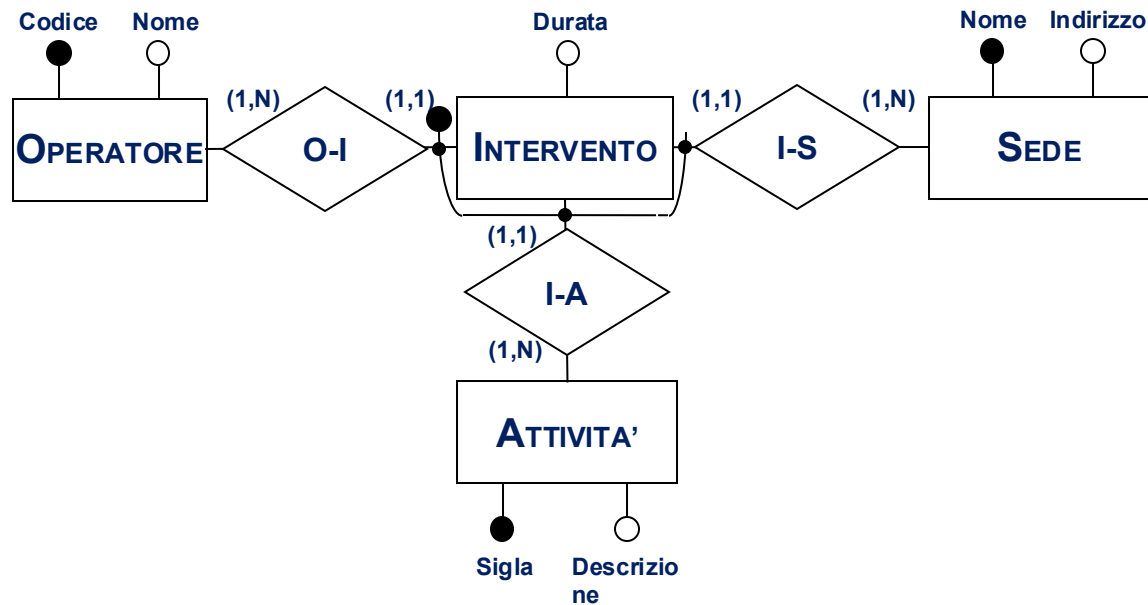 Codice Nome Durata Nome Indirizzo
(1,N) (1,1) (1,1) (1,N)
OPERATORE O-I INTERVENTO I-S SEDE
(1,1)
I-A
(1,N)
ATTIVITA’
Sigla Descrizio
ne